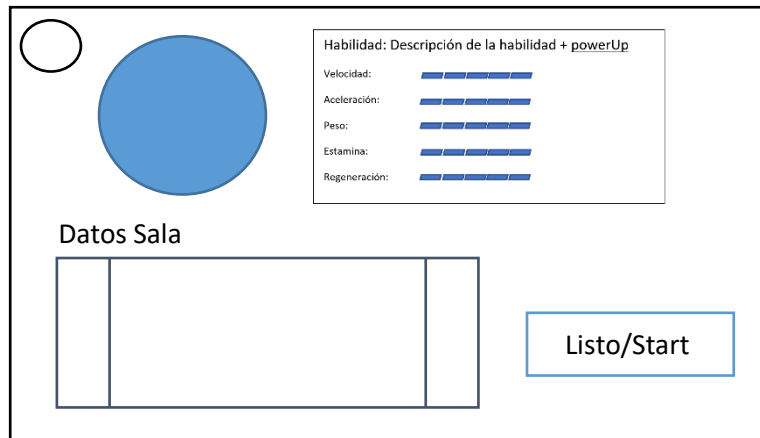 Habilidad: Descripción de la habilidad + powerUp
Velocidad:
Aceleración:
Peso:
Estamina:
Regeneración:
Datos Sala
Listo/Start